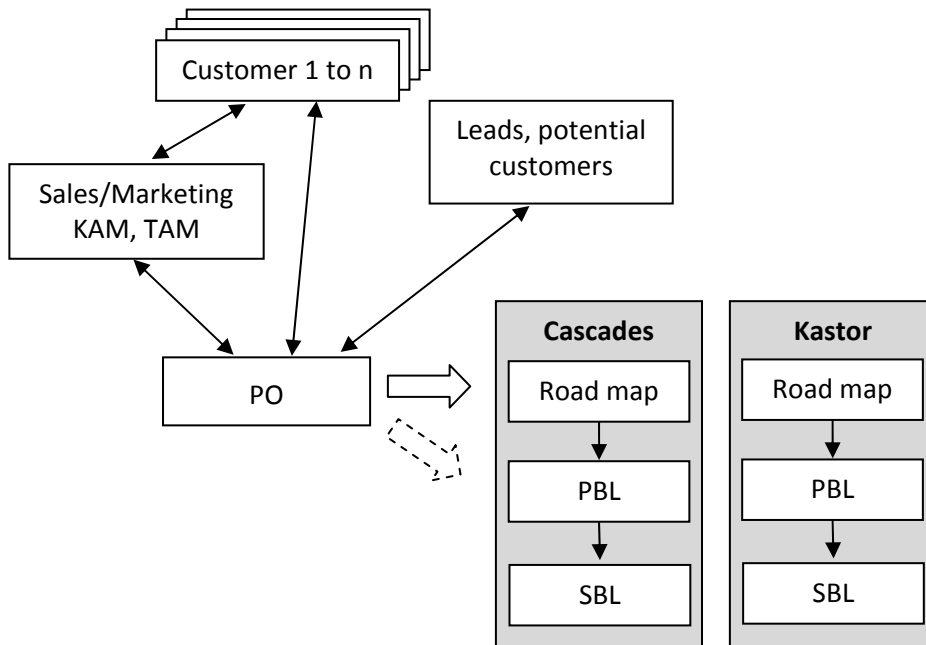 Customer 1 to n
Leads, potential
customers
Sales/Marketing
KAM, TAM
PO
Cascades
Road map
PBL
SBL
Kastor
Road map
PBL
SBL